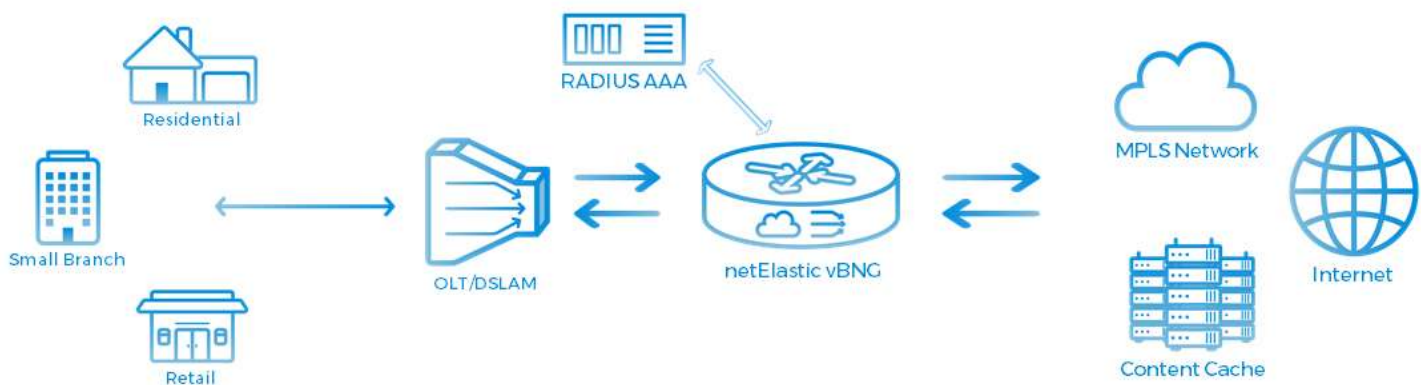 Residential
Small Branch
Retail
OLT/DSLAM
RADIUS AAA
netElastic vBNG
MPLS Network
Internet
Content Cache